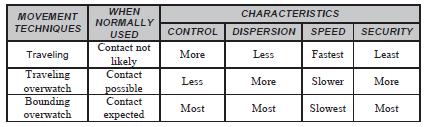 MOVEMENT TECHNIQUES WHEN NORMALLY USED CHARACTERISTICS
CONTROL DISPERSION SPEED SECURITY
Traveling Contact not likely More Less Fastest Least
Traveling overwatch Contact possible Less More Slower More
Bounding overwatch Contact expected Most Most Slowest Most